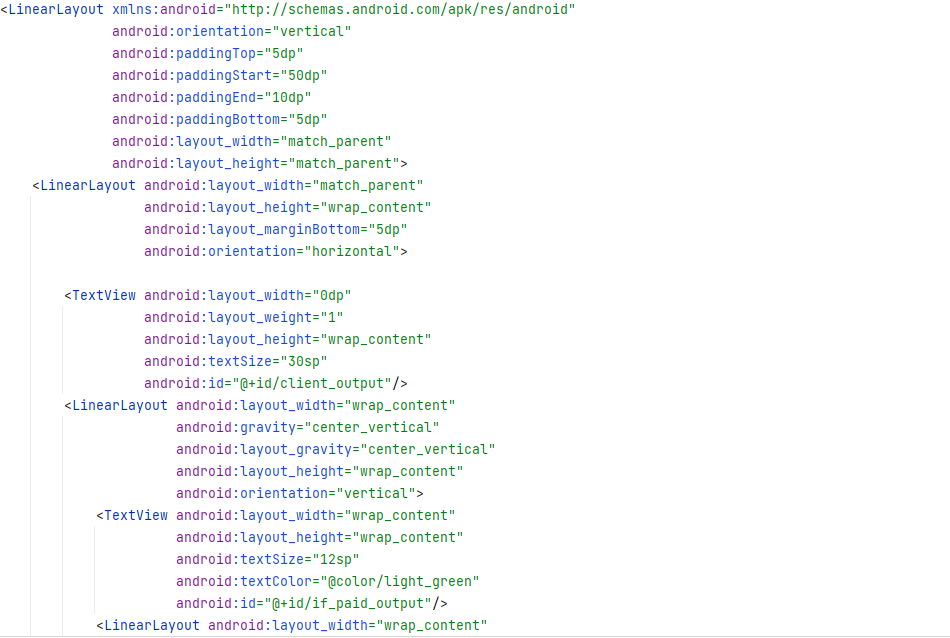 <LinearLayout xmlns:android="http://schemas.android.com/apk/res/android"
              android:orientation="vertical"
              android:paddingTop="5dp"
              android:paddingStart="50dp"
              android:paddingEnd="10dp"
              android:paddingBottom="5dp"
              android:layout_width="match_parent"
              android:layout_height="match_parent">
    <LinearLayout android:layout_width="match_parent"
                  android:layout_height="wrap_content"
                  android:layout_marginBottom="5dp"
                  android:orientation="horizontal">

        <TextView android:layout_width="0dp"
                  android:layout_weight="1"
                  android:layout_height="wrap_content"
                  android:textSize="30sp"
                  android:id="@+id/client_output"/>
        <LinearLayout android:layout_width="wrap_content"
                      android:gravity="center_vertical"
                      android:layout_gravity="center_vertical"
                      android:layout_height="wrap_content"
                      android:orientation="vertical">
            <TextView android:layout_width="wrap_content"
                      android:layout_height="wrap_content"
                      android:textSize="12sp"
                      android:textColor="@color/light_green"
                      android:id="@+id/if_paid_output"/>
            <LinearLayout android:layout_width="wrap_content"